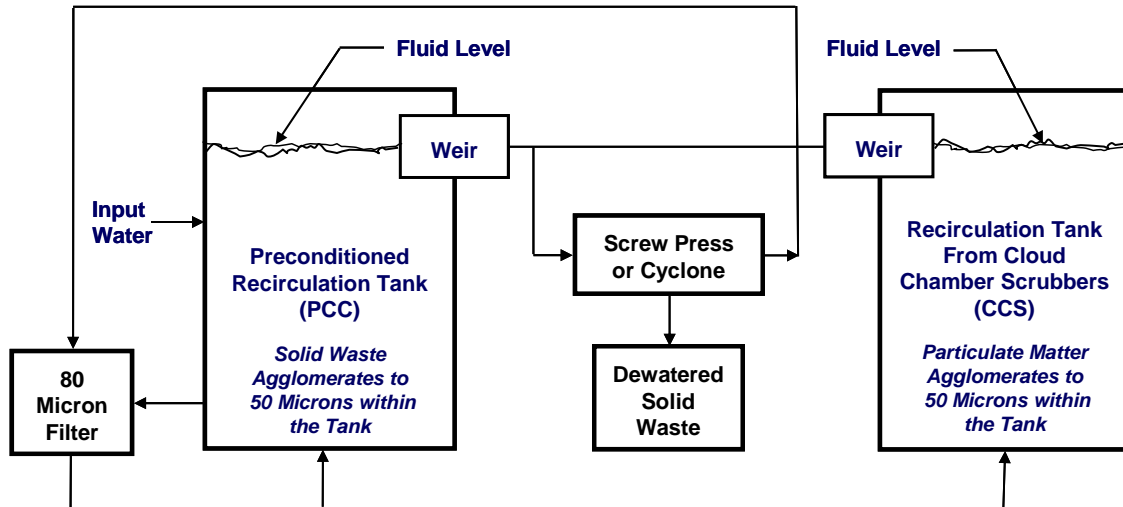 Fluid Level
Fluid Level
Weir
Weir
Input
Water
Preconditioned
Recirculation Tank
(PCC)
Solid Waste
Agglomerates to
50 Microns within
the Tank
Screw Press
or Cyclone
Recirculation Tank
From Cloud
Chamber Scrubbers
(CCS)
Particulate Matter
Agglomerates to
50 Microns within
the Tank
80
Micron
Filter
Dewatered
Solid
Waste